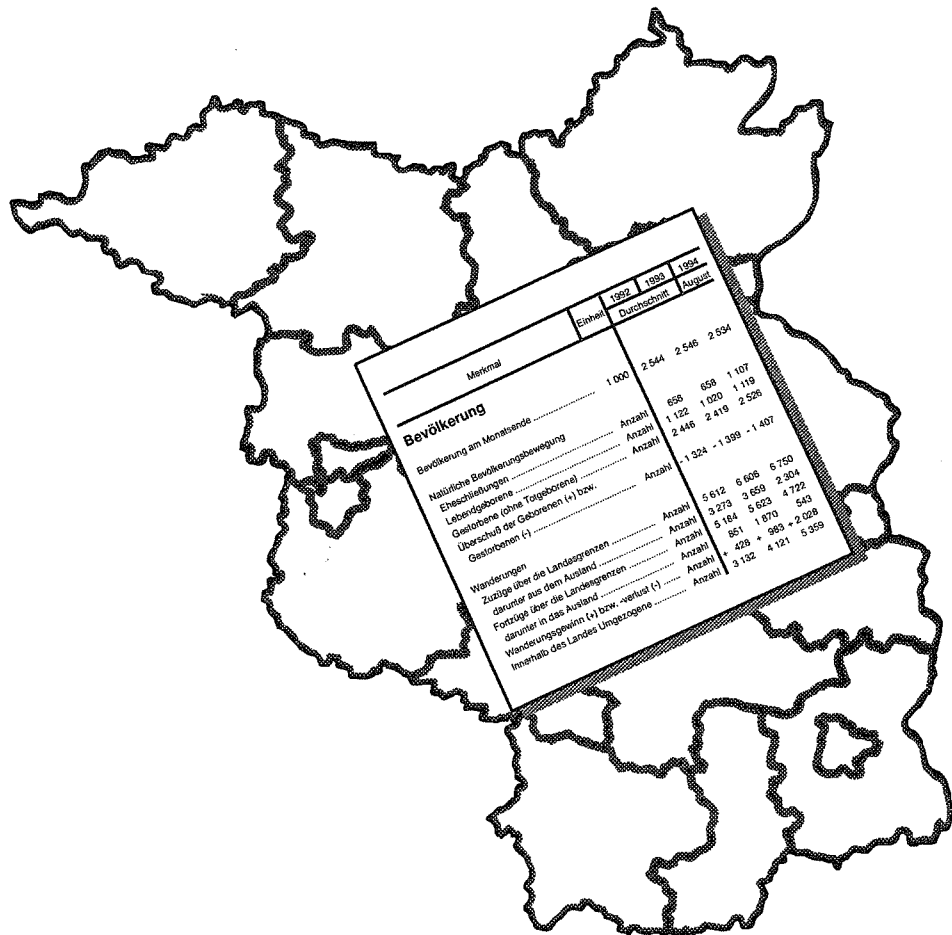 Merkmal Einheit 1992 1993 1994
Durchschnitt August
Bevölkerung
Bevölkerung am Monatsende .................. 1 000 2 544 2 546 2 534
Natürliche Bevölkerungsbewegung
Eheschließungen .................. Anzahl 658 658 1 107
Lebendgeborene .................. Anzahl 1 122 1 020 1 119
Gestorbene (ohne Totgeborene) .................. Anzahl 2 446 2 419 2 526
Überschuß der Geborenen (+) bzw.
Gestorbenen (-) .................. Anzahl - 1 324 - 1 399 - 1 407
Wanderungen
Zuzüge über die Landesgrenzen .................. Anzahl 5 612 6 606 6 750
darunter aus dem Ausland .................. Anzahl 3 273 3 659 2 304
Fortzüge über die Landesgrenzen .................. Anzahl 5 184 5 623 4 722
darunter in das Ausland .................. Anzahl 851 1 870 543
Wanderungsgewinn (+) bzw. -verlust (-) ...... Anzahl + 428 + 983 + 2 028
Innerhalb des Landes Umgezogene ............ Anzahl 3 132 4 121 5 359